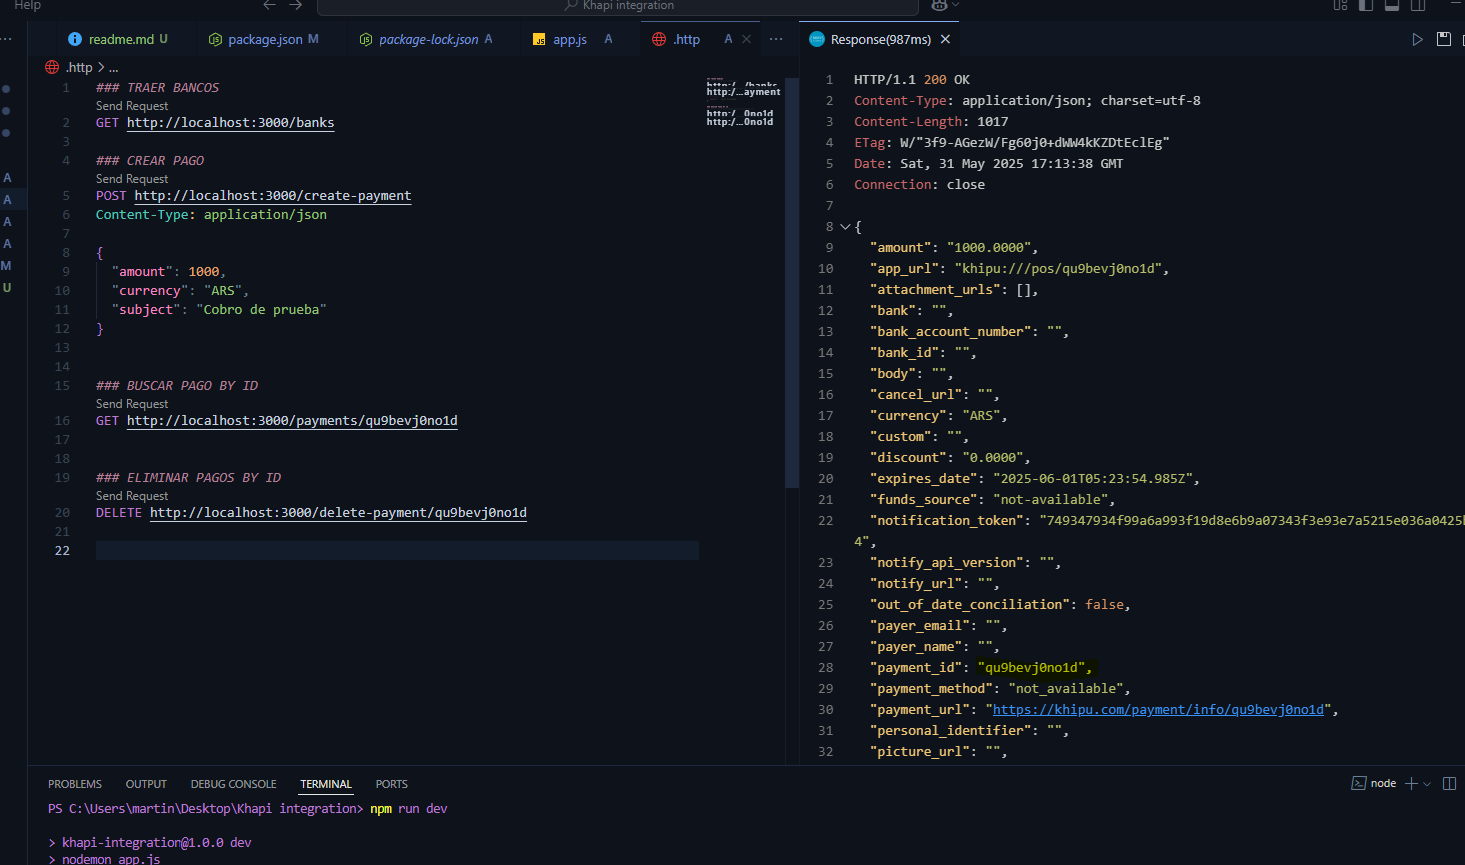 Help
Khapi integration
readme.md U
package.json M
package-lock.json A
app.js A
.http A
Response(987ms)
.http > ...
1 ### TRAER BANCOS
Send Request
2 GET http://localhost:3000/banks
3
4 ### CREAR PAGO
Send Request
5 POST http://localhost:3000/create-payment
6 Content-Type: application/json
7
8 {
9 "amount": 1000,
10 "currency": "ARS",
11 "subject": "Cobro de prueba"
12 }
13
14
15 ### BUSCAR PAGO BY ID
Send Request
16 GET http://localhost:3000/payments/qu9bevj0no1d
17
18
19 ### ELIMINAR PAGOS BY ID
Send Request
20 DELETE http://localhost:3000/delete-payment/qu9bevj0no1d
21
22
A
A
A
A
M
U
1 HTTP/1.1 200 OK
2 Content-Type: application/json; charset=utf-8
3 Content-Length: 1017
4 ETag: W/"3f9-AGezW/Fg60j0+dWW4kKZDtEclEg"
5 Date: Sat, 31 May 2025 17:13:38 GMT
6 Connection: close
7
8 {
9 "amount": "1000.0000",
10 "app_url": "khipu:///pos/qu9bevj0no1d",
11 "attachment_urls": [],
12 "bank": "",
13 "bank_account_number": "",
14 "bank_id": "",
15 "body": "",
16 "cancel_url": "",
17 "currency": "ARS",
18 "custom": "",
19 "discount": "0.0000",
20 "expires_date": "2025-06-01T05:23:54.985Z",
21 "funds_source": "not-available",
22 "notification_token": "749347934f99a6a993f19d8e6b9a07343f3e93e7a5215e036a0425
4",
23 "notify_api_version": "",
24 "notify_url": "",
25 "out_of_date_conciliation": false,
26 "payer_email": "",
27 "payer_name": "",
28 "payment_id": "qu9bevj0no1d",
29 "payment_method": "not_available",
30 "payment_url": "https://khipu.com/payment/info/qu9bevj0no1d",
31 "personal_identifier": "",
32 "picture_url": "",
PROBLEMS OUTPUT DEBUG CONSOLE TERMINAL PORTS
node
PS C:\Users\martin\Desktop\Khapi integration> npm run dev
> khapi-integration@1.0.0 dev
> nodemon app.js